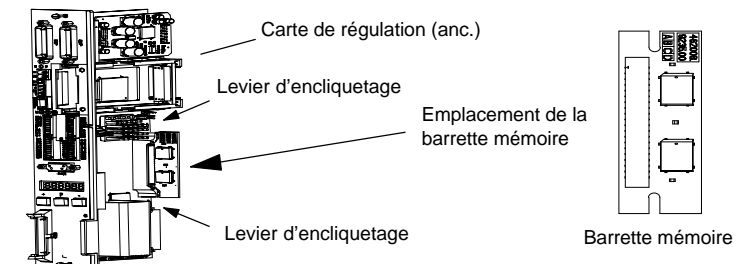 Carte de régulation (anc.)
Levier d'encliquetage
Emplacement de la
barrette mémoire
Levier d'encliquetage
Barrette mémoire